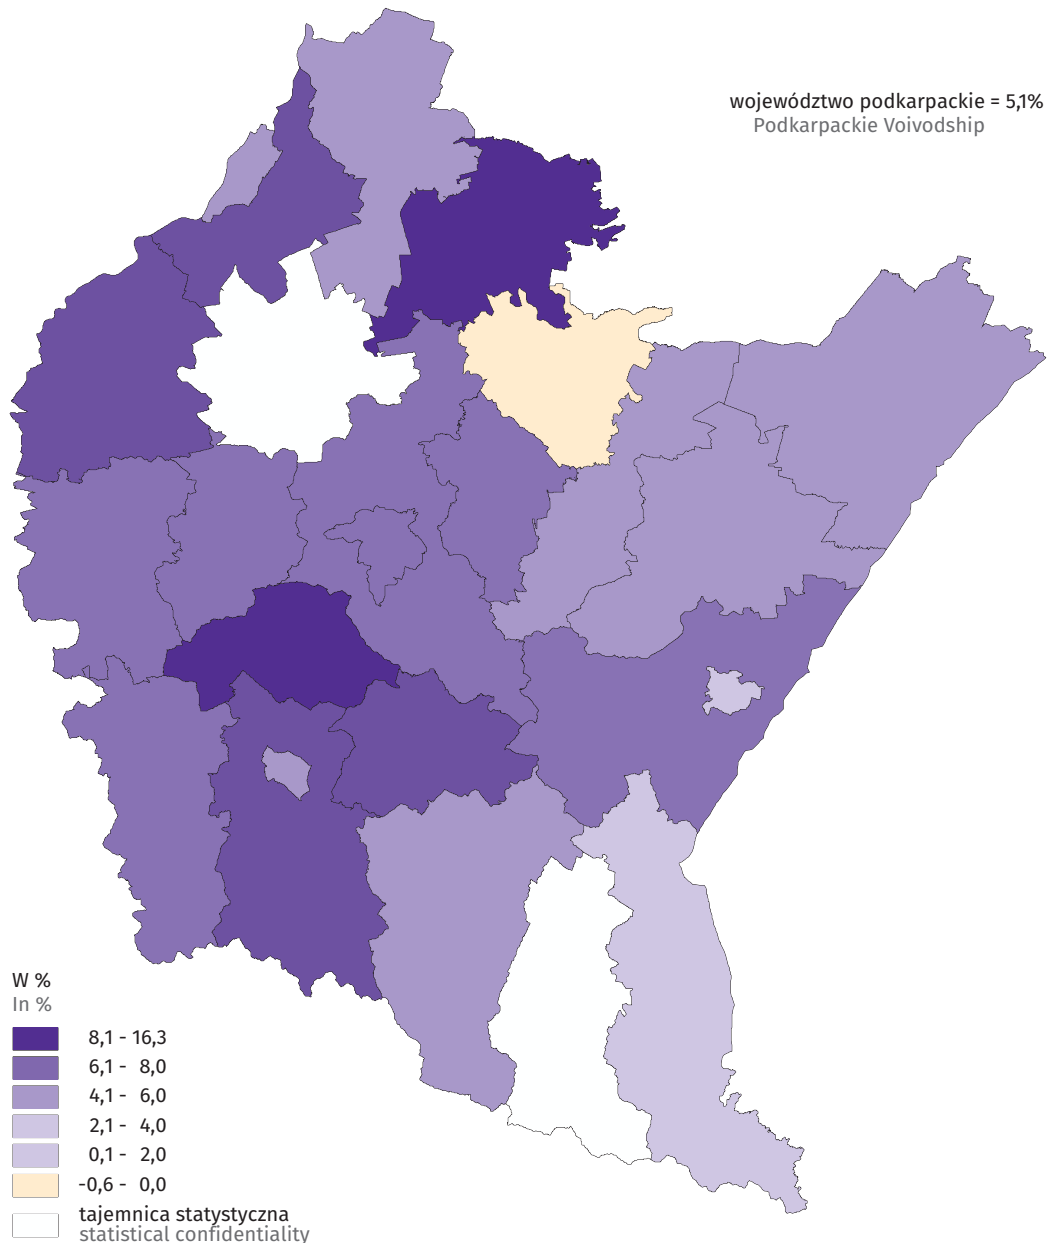 województwo podkarpackie = 5,1%
Podkarpackie Voivodship
W %
In %
8,1 - 16,3
6,1 - 8,0
4,1 - 6,0
2,1 - 4,0
0,1 - 2,0
-0,6 - 0,0
tajemnica statystyczna
statistical confidentiality